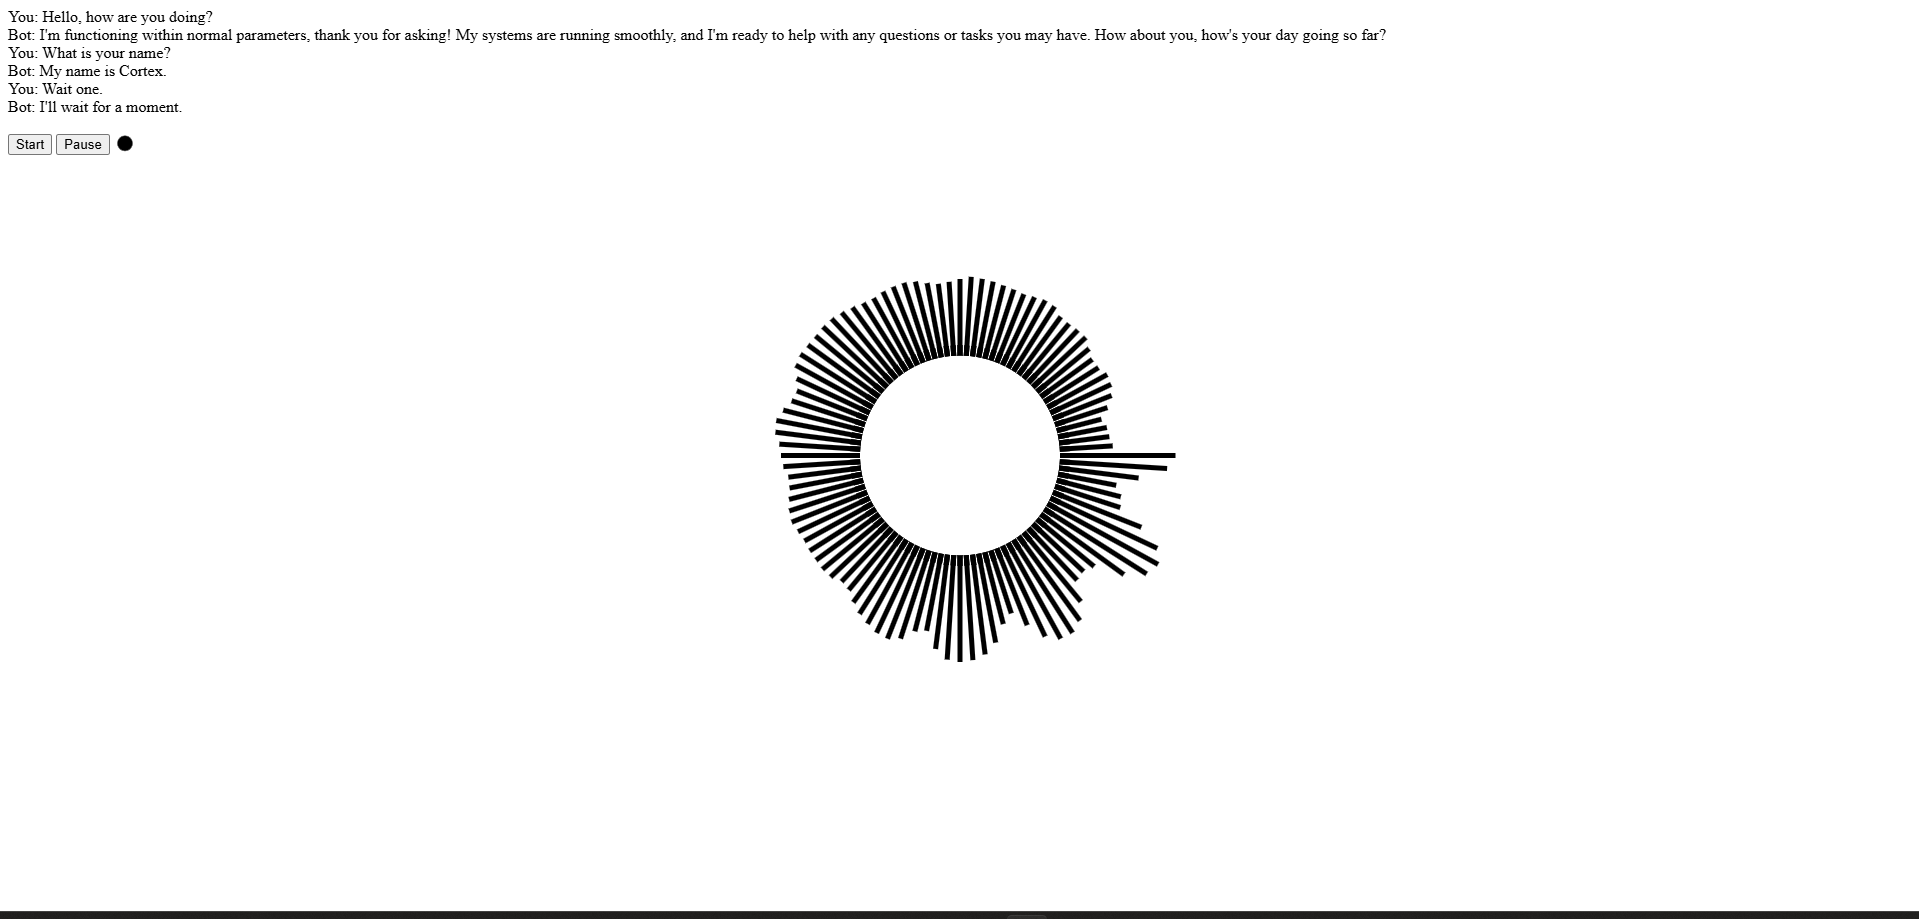 You: Hello, how are you doing?
Bot: I'm functioning within normal parameters, thank you for asking! My systems are running smoothly, and I'm ready to help with any questions or tasks you may have. How about you, how's your day going so far?
You: What is your name?
Bot: My name is Cortex.
You: Wait one.
Bot: I'll wait for a moment.
Start Pause